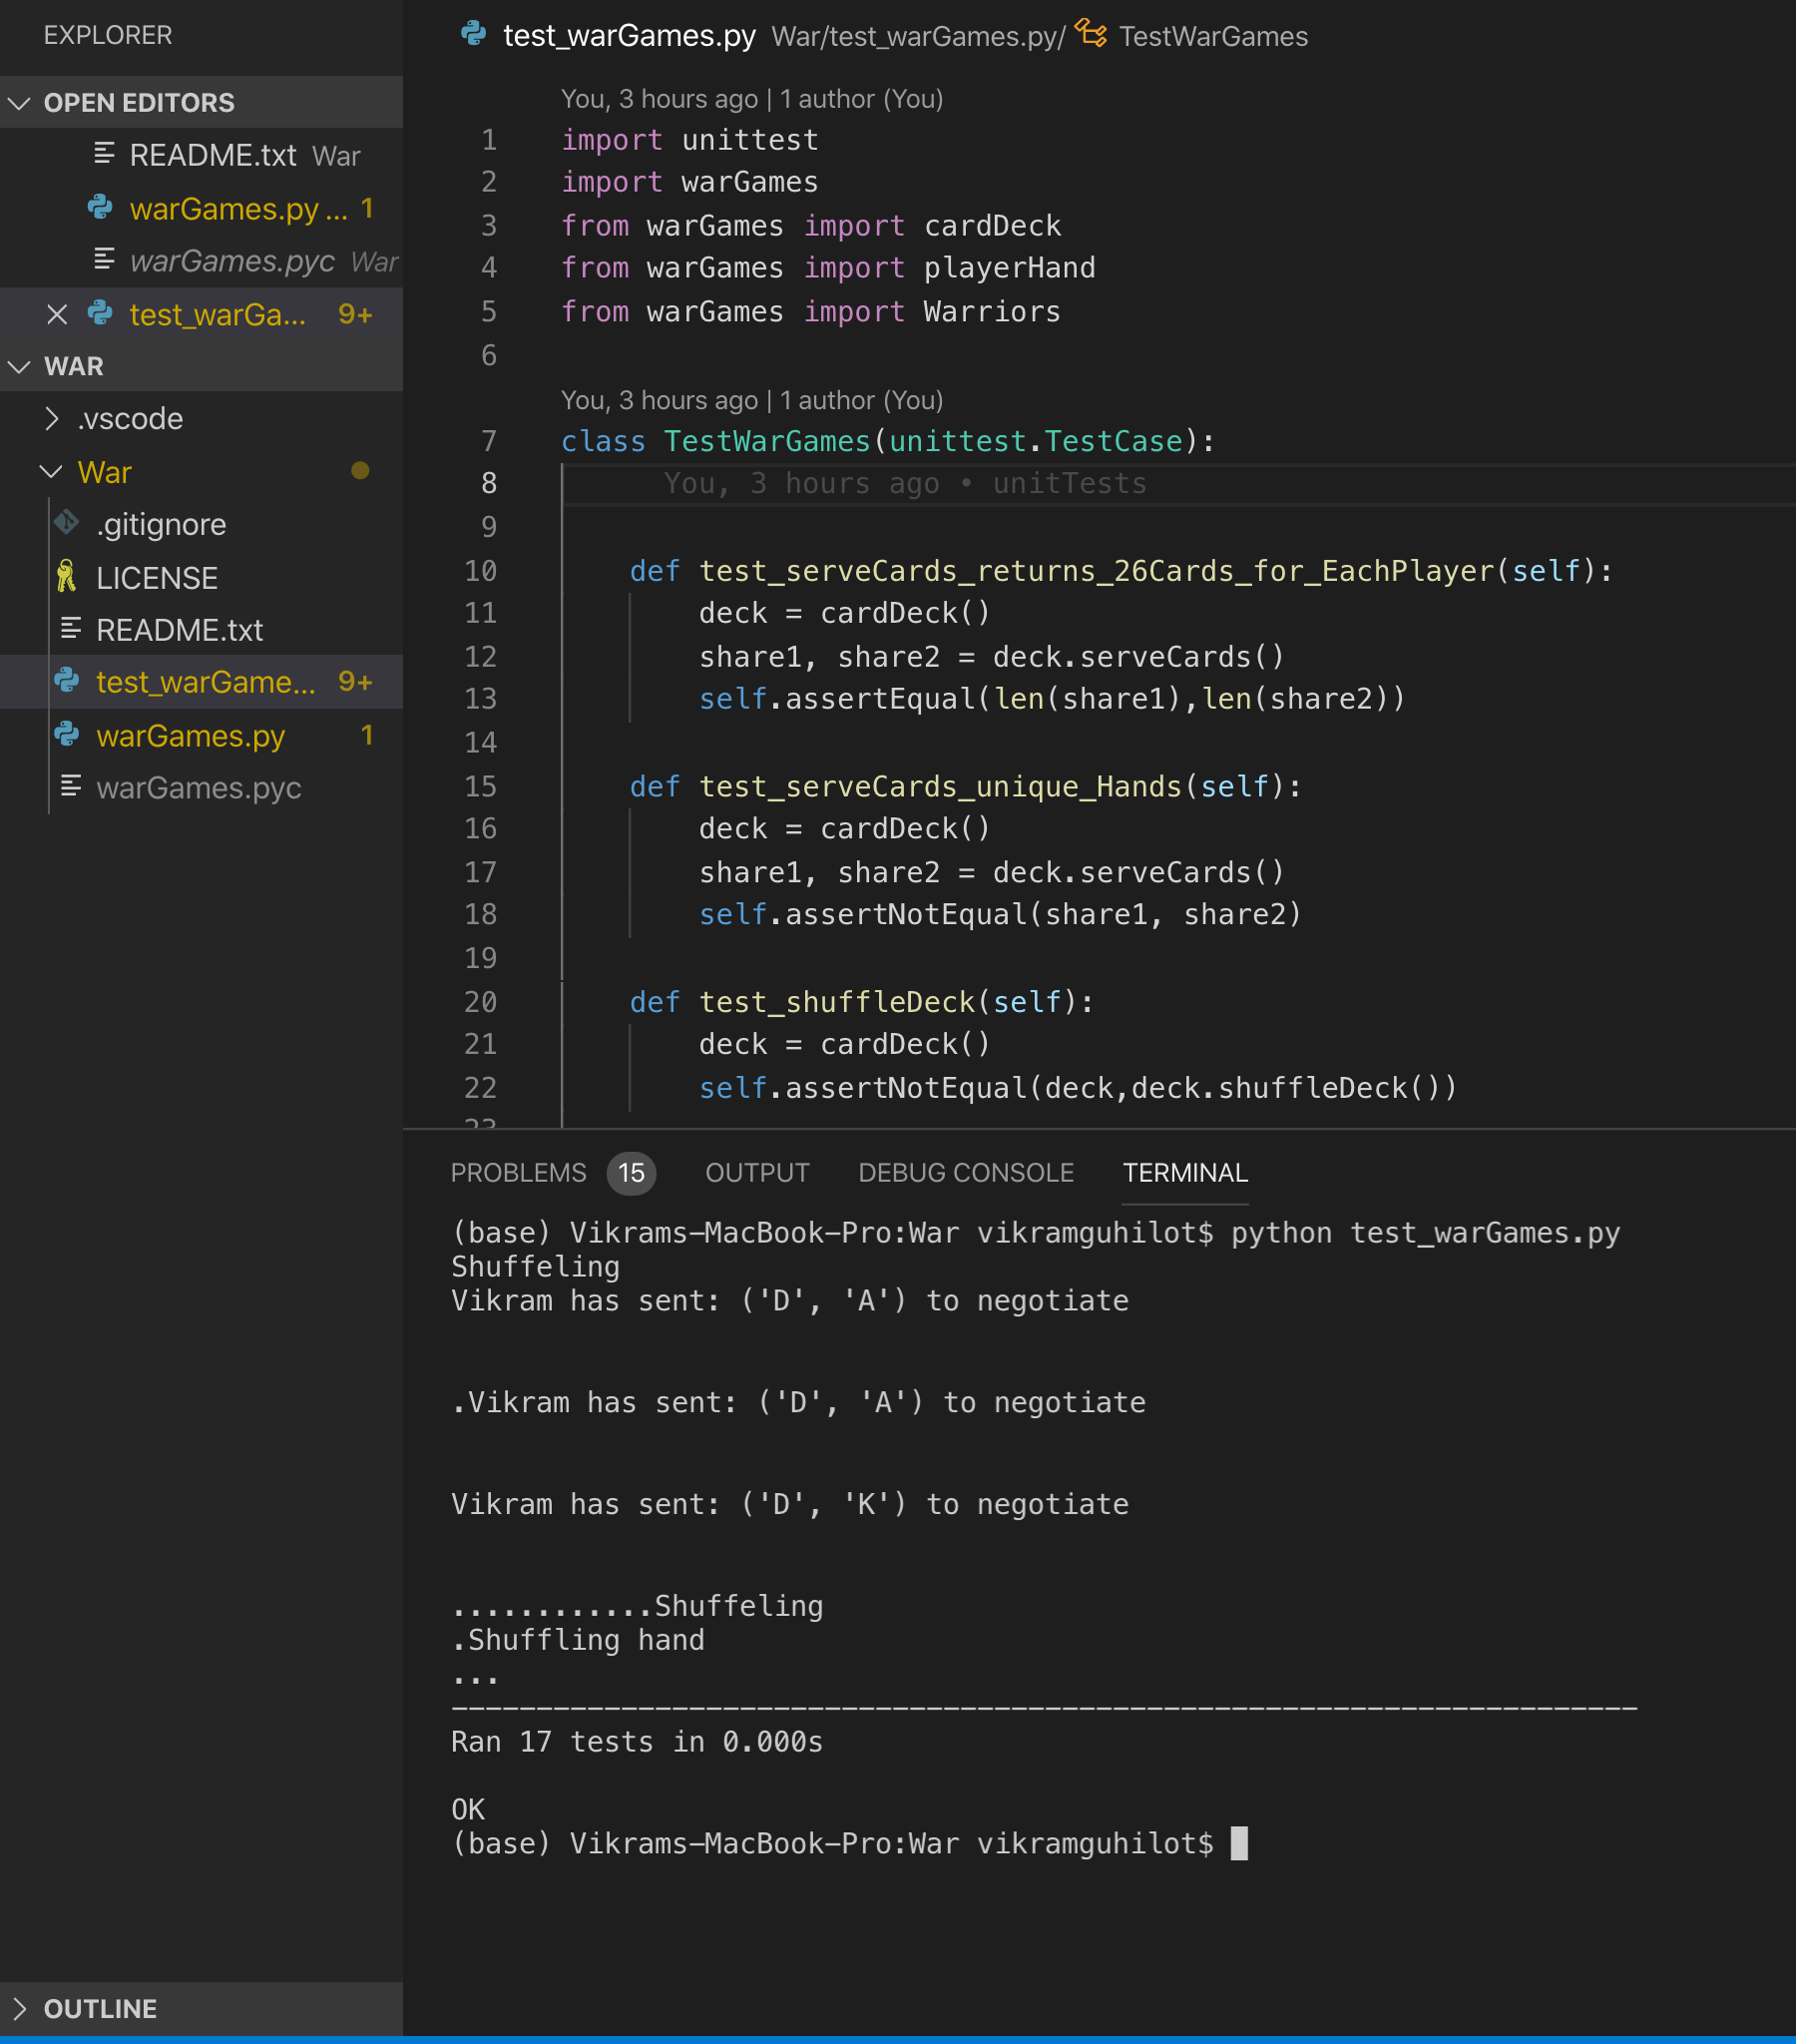 EXPLORER
OPEN EDITORS
README.txt War
warGames.py ... 1
warGames.pyc War
test_warGa... 9+
WAR
.vscode
War
.gitignore
LICENSE
README.txt
test_warGame... 9+
warGames.py 1
warGames.pyc
OUTLINE
test_warGames.py War/test_warGames.py/ TestWarGames
You, 3 hours ago | 1 author (You)
1 import unittest
2 import warGames
3 from warGames import cardDeck
4 from warGames import playerHand
5 from warGames import Warriors
6
You, 3 hours ago | 1 author (You)
7 class TestWarGames(unittest.TestCase):
8 You, 3 hours ago • unitTests
9
10 def test_serveCards_returns_26Cards_for_EachPlayer(self):
11 deck = cardDeck()
12 share1, share2 = deck.serveCards()
13 self.assertEqual(len(share1),len(share2))
14
15 def test_serveCards_unique_Hands(self):
16 deck = cardDeck()
17 share1, share2 = deck.serveCards()
18 self.assertNotEqual(share1, share2)
19
20 def test_shuffleDeck(self):
21 deck = cardDeck()
22 self.assertNotEqual(deck,deck.shuffleDeck())
23
PROBLEMS 15 OUTPUT DEBUG CONSOLE TERMINAL
(base) Vikrams-MacBook-Pro:War vikramguhilot$ python test_warGames.py
Shuffeling
Vikram has sent: ('D', 'A') to negotiate
.Vikram has sent: ('D', 'A') to negotiate
Vikram has sent: ('D', 'K') to negotiate
............Shuffeling
.Shuffling hand
...
----------------------------------------------------------------------
Ran 17 tests in 0.000s
OK
(base) Vikrams-MacBook-Pro:War vikramguhilot$